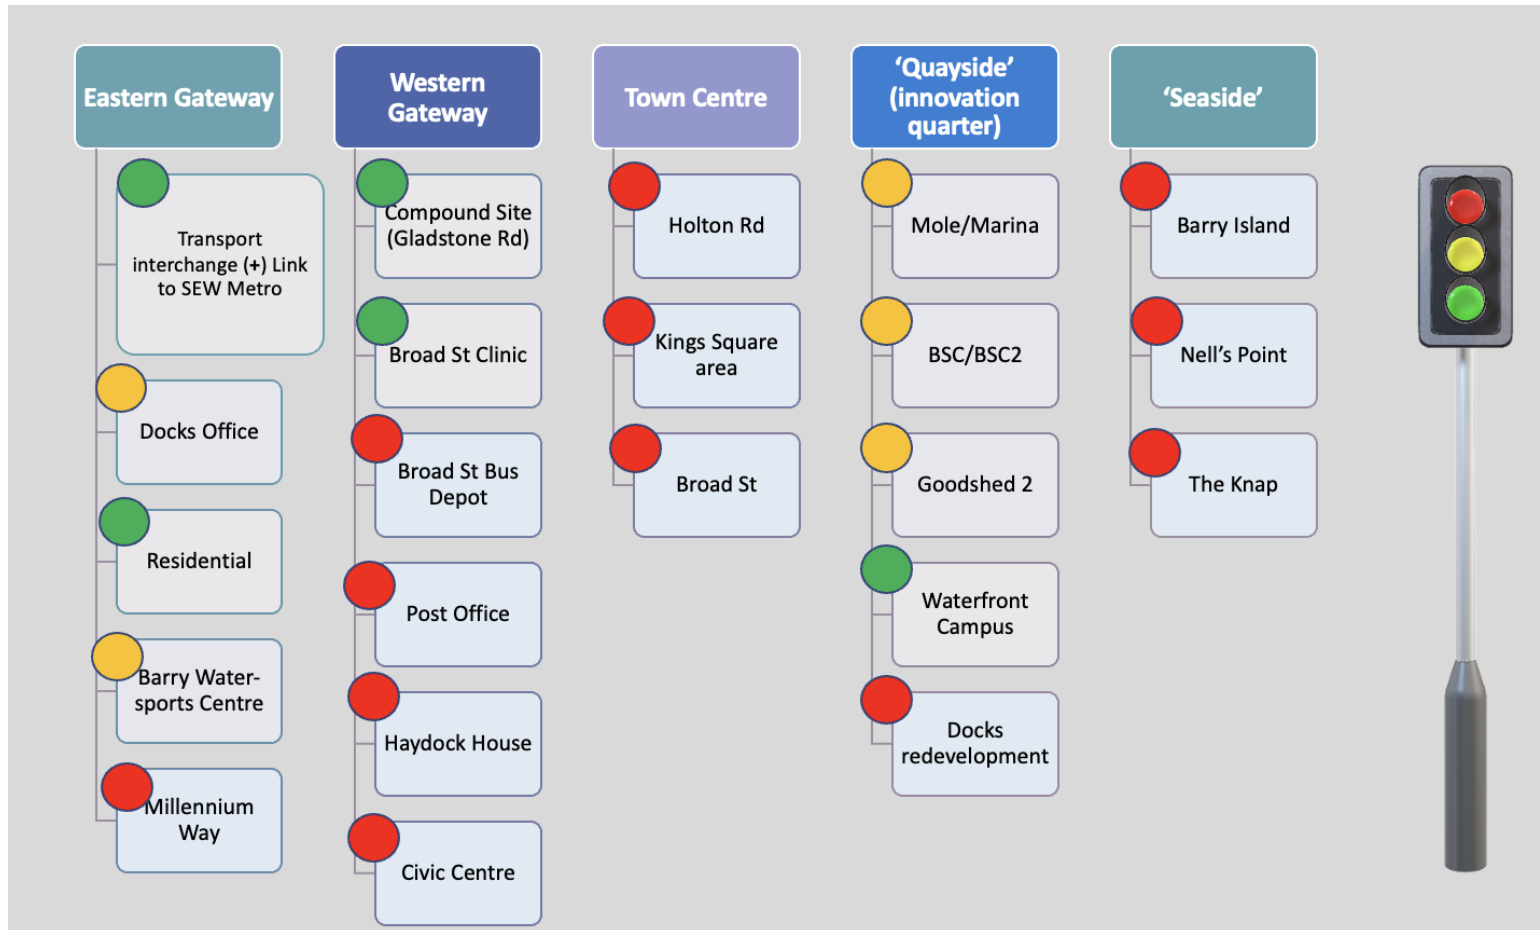 Eastern Gateway
Transport
interchange (+) Link
to SEW Metro
Docks Office
Residential
Barry Water-
sports Centre
Millennium
Way
Western
Gateway
Compound Site
(Gladstone Rd)
Broad St Clinic
Broad St Bus
Depot
Post Office
Haydock House
Civic Centre
Town Centre
Holton Rd
Kings Square
area
Broad St
‘Quayside’
(innovation
quarter)
Mole/Marina
BSC/BSC2
Goodshed 2
Waterfront
Campus
Docks
redevelopment
‘Seaside’
Barry Island
Nell’s Point
The Knap